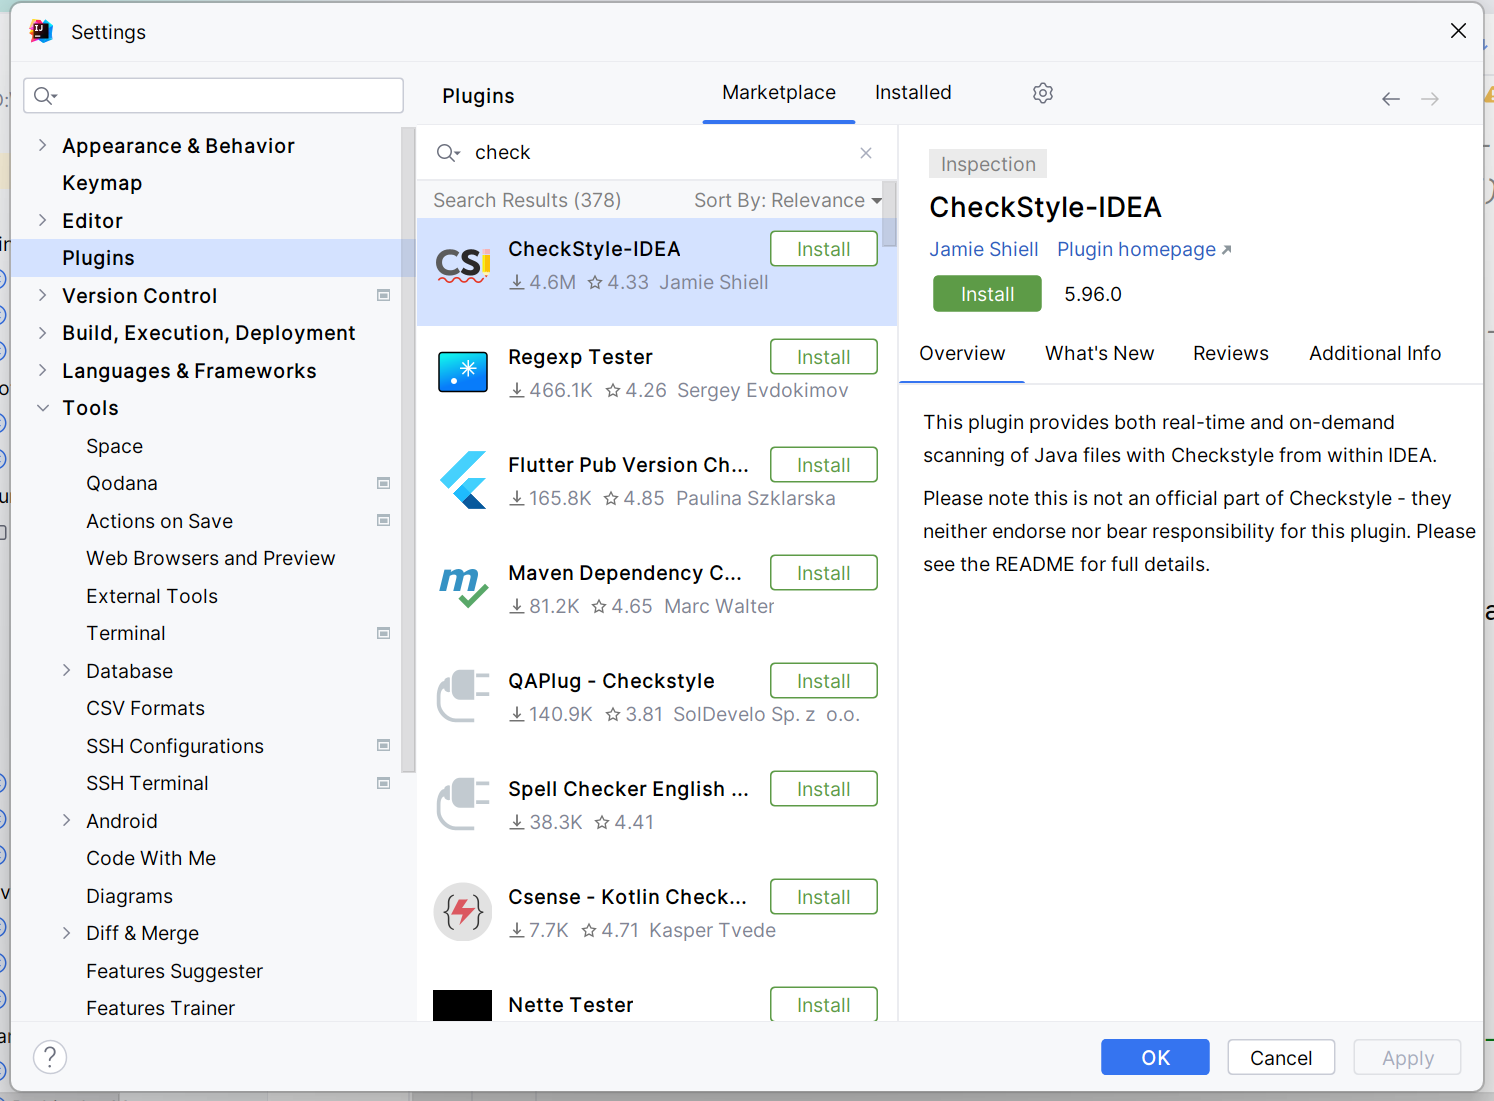 Settings
Plugins
Marketplace
Installed
Appearance & Behavior
Keymap
Editor
Plugins
Version Control
Build, Execution, Deployment
Languages & Frameworks
Tools
Space
Qodana
Actions on Save
Web Browsers and Preview
External Tools
Terminal
Database
CSV Formats
SSH Configurations
SSH Terminal
Android
Code With Me
Diagrams
Diff & Merge
Features Suggester
Features Trainer
check
Search Results (378) Sort By: Relevance
CheckStyle-IDEA Install
4.6M 4.33 Jamie Shiell
Regexp Tester Install
466.1K 4.26 Sergey Evdokimov
Flutter Pub Version Ch... Install
165.8K 4.85 Paulina Szklarska
Maven Dependency C... Install
81.2K 4.65 Marc Walter
QAPlug - Checkstyle Install
140.9K 3.81 SolDevelo Sp. z o.o.
Spell Checker English ... Install
38.3K 4.41
Csense - Kotlin Check... Install
7.7K 4.71 Kasper Tvede
Nette Tester Install
Inspection
CheckStyle-IDEA
Jamie Shiell Plugin homepage
Install 5.96.0
Overview What's New Reviews Additional Info
This plugin provides both real-time and on-demand
scanning of Java files with Checkstyle from within IDEA.
Please note this is not an official part of Checkstyle - they
neither endorse nor bear responsibility for this plugin. Please
see the README for full details.
? OK Cancel Apply